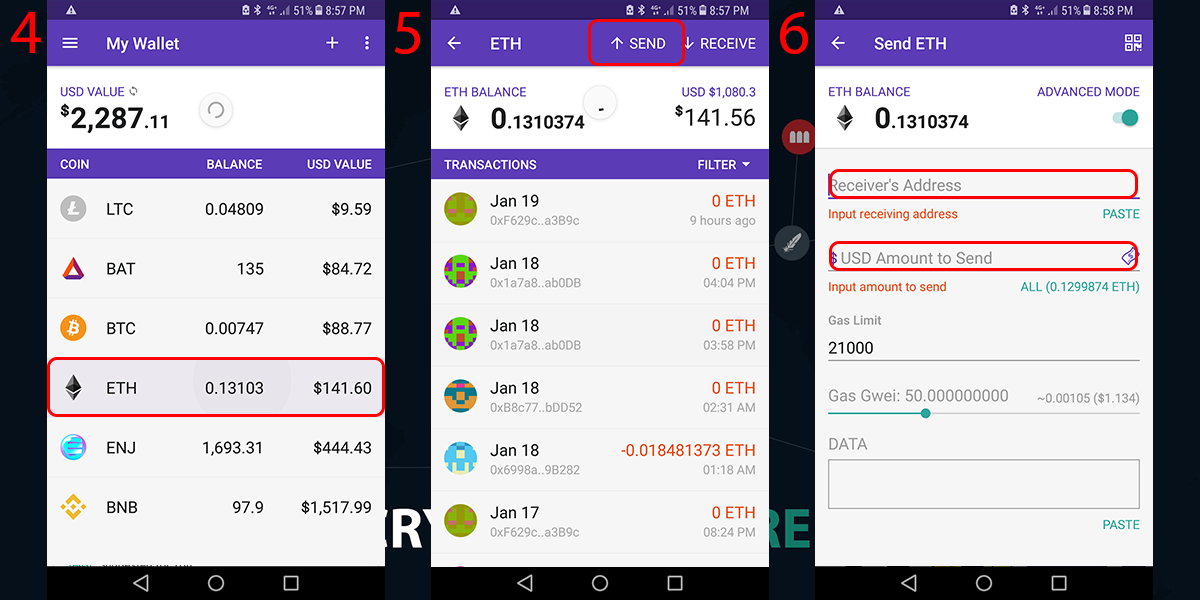 4
51% 8:57 PM
My Wallet
USD VALUE
$2,287.11
COIN BALANCE USD VALUE
LTC 0.04809 $9.59
BAT 135 $84.72
BTC 0.00747 $88.77
ETH 0.13103 $141.60
ENJ 1,693.31 $444.43
BNB 97.9 $1,517.99
5
51% 8:57 PM
ETH SEND RECEIVE
ETH BALANCE USD $1,080.3
0.1310374 - $141.56
TRANSACTIONS FILTER
Jan 19 0 ETH
0xF629c..a3B9c 9 hours ago
Jan 18 0 ETH
0x1a7a8..ab0DB 04:04 PM
Jan 18 0 ETH
0x1a7a8..ab0DB 03:58 PM
Jan 18 0 ETH
0xB8c77..bDD52 02:31 AM
Jan 18 -0.018481373 ETH
0x6998a..9B282 01:18 AM
Jan 17 0 ETH
0xF629c..a3B9c 08:24 PM
6
51% 8:58 PM
Send ETH
ETH BALANCE ADVANCED MODE
0.1310374
Receiver's Address
Input receiving address PASTE
$ USD Amount to Send
Input amount to send ALL (0.1299874 ETH)
Gas Limit
21000
Gas Gwei: 50.000000000 ~0.00105 ($1.134)
DATA
PASTE
CRY
RE